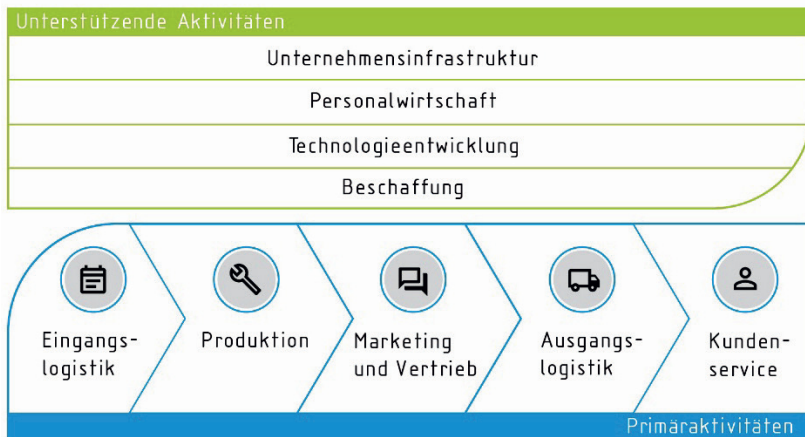 Unterstützende Aktivitäten
Unternehmensinfrastruktur
Personalwirtschaft
Technologieentwicklung
Beschaffung
Eingangs-
logistik
Produktion
Marketing
und Vertrieb
Ausgangs-
logistik
Kunden-
service
Primäraktivitäten